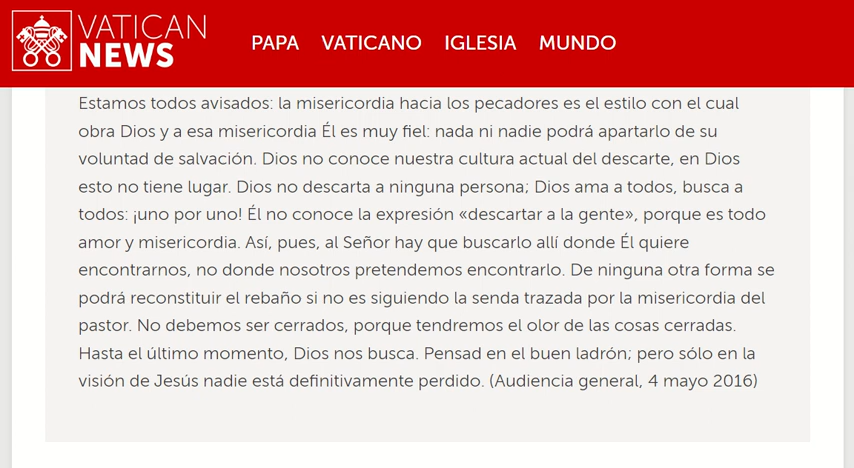 VATICAN
NEWS
PAPA VATICANO IGLESIA MUNDO
Estamos todos avisados: la misericordia hacia los pecadores es el estilo con el cual
obra Dios y a esa misericordia Él es muy fiel: nada ni nadie podrá apartarlo de su
voluntad de salvación. Dios no conoce nuestra cultura actual del descarte, en Dios
esto no tiene lugar. Dios no descarta a ninguna persona; Dios ama a todos, busca a
todos: ¡uno por uno! Él no conoce la expresión «descartar a la gente», porque es todo
amor y misericordia. Así, pues, al Señor hay que buscarlo allí donde Él quiere
encontrarnos, no donde nosotros pretendemos encontrarlo. De ninguna otra forma se
podrá reconstituir el rebaño si no es siguiendo la senda trazada por la misericordia del
pastor. No debemos ser cerrados, porque tendremos el olor de las cosas cerradas.
Hasta el último momento, Dios nos busca. Pensad en el buen ladrón; pero sólo en la
visión de Jesús nadie está definitivamente perdido. (Audiencia general, 4 mayo 2016)